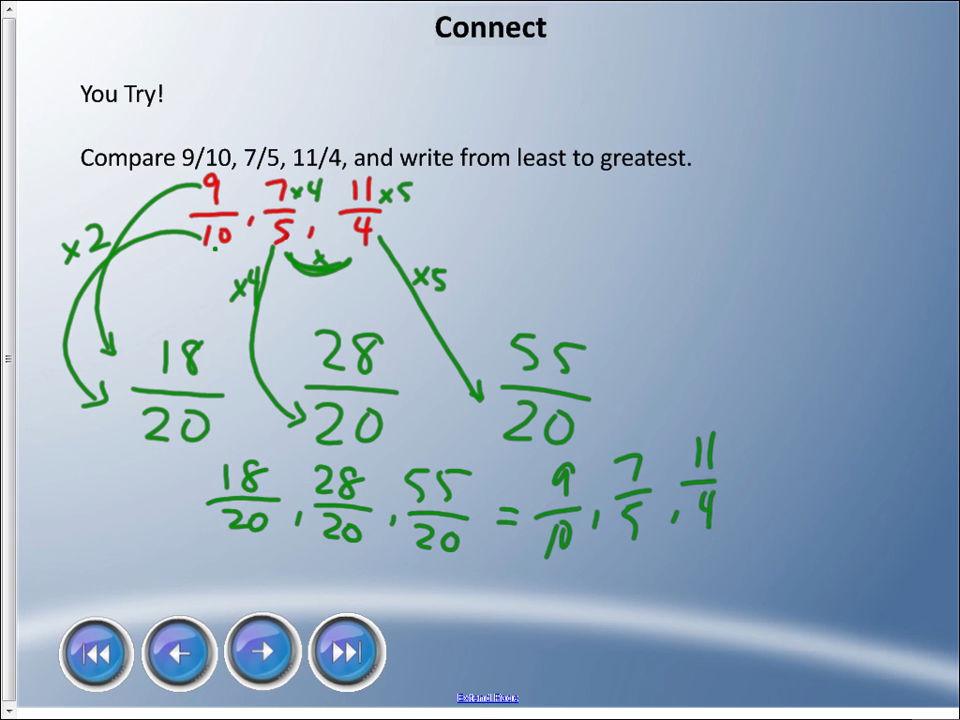 Connect
You Try!
Compare 9/10, 7/5, 11/4, and write from least to greatest.
9/10, 7/5, 11/4
×4 ×5
×2 ×4 × ×5
18/20 28/20 55/20
18/20, 28/20, 55/20 = 9/10, 7/5, 11/4
Extend Page